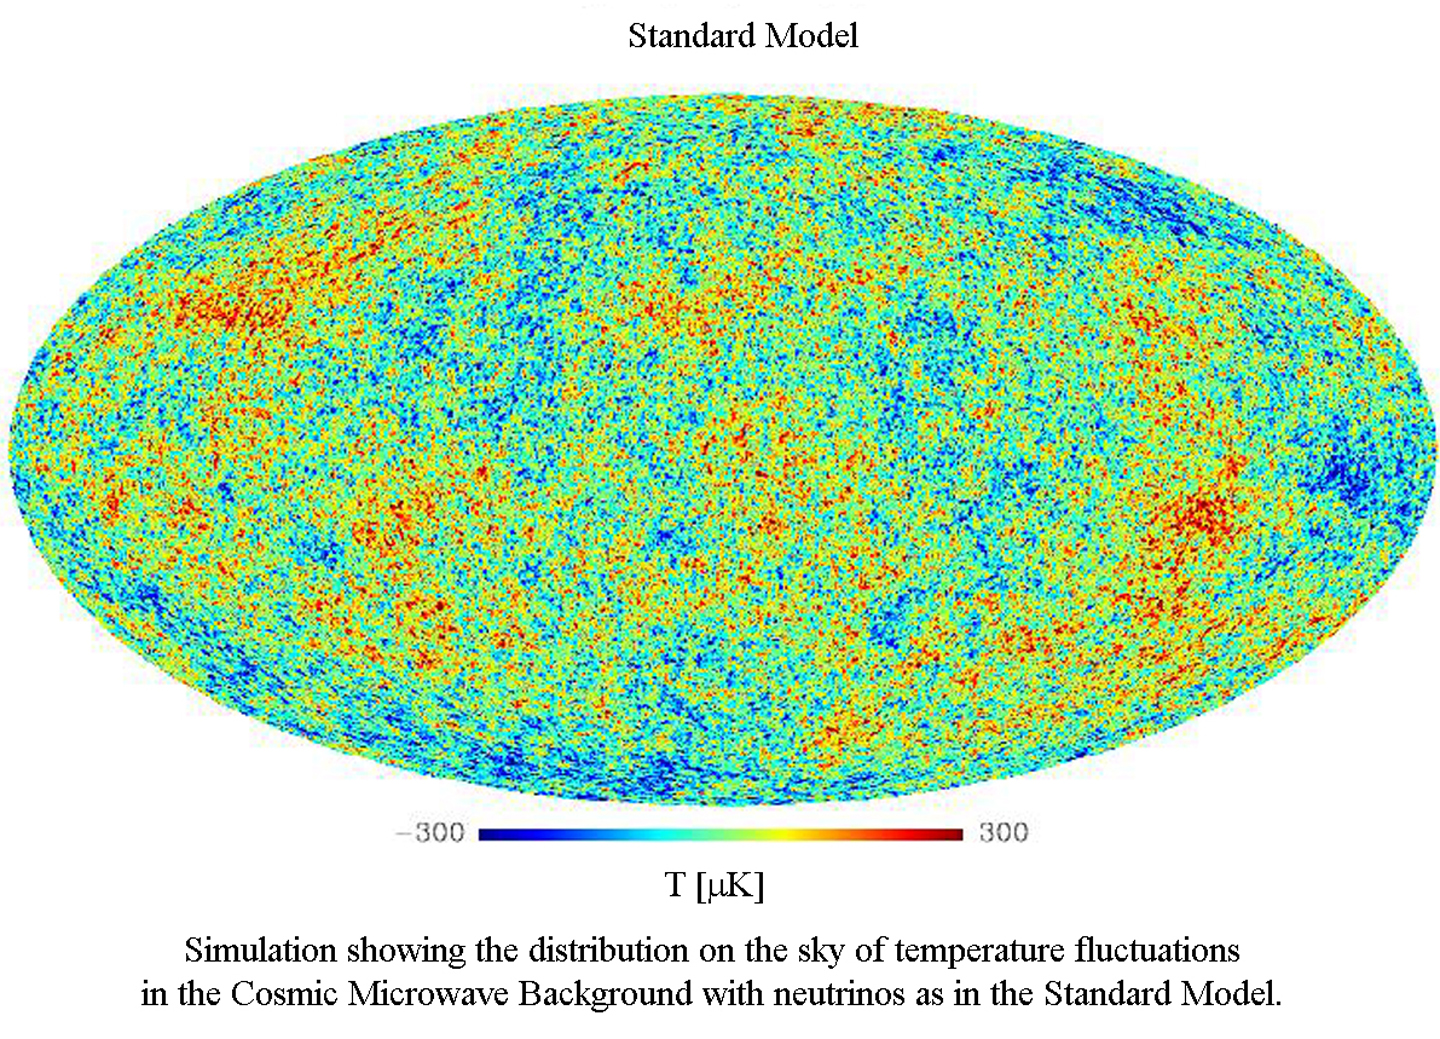 Standard Model
−300 300
T [μK]
Simulation showing the distribution on the sky of temperature fluctuations
in the Cosmic Microwave Background with neutrinos as in the Standard Model.